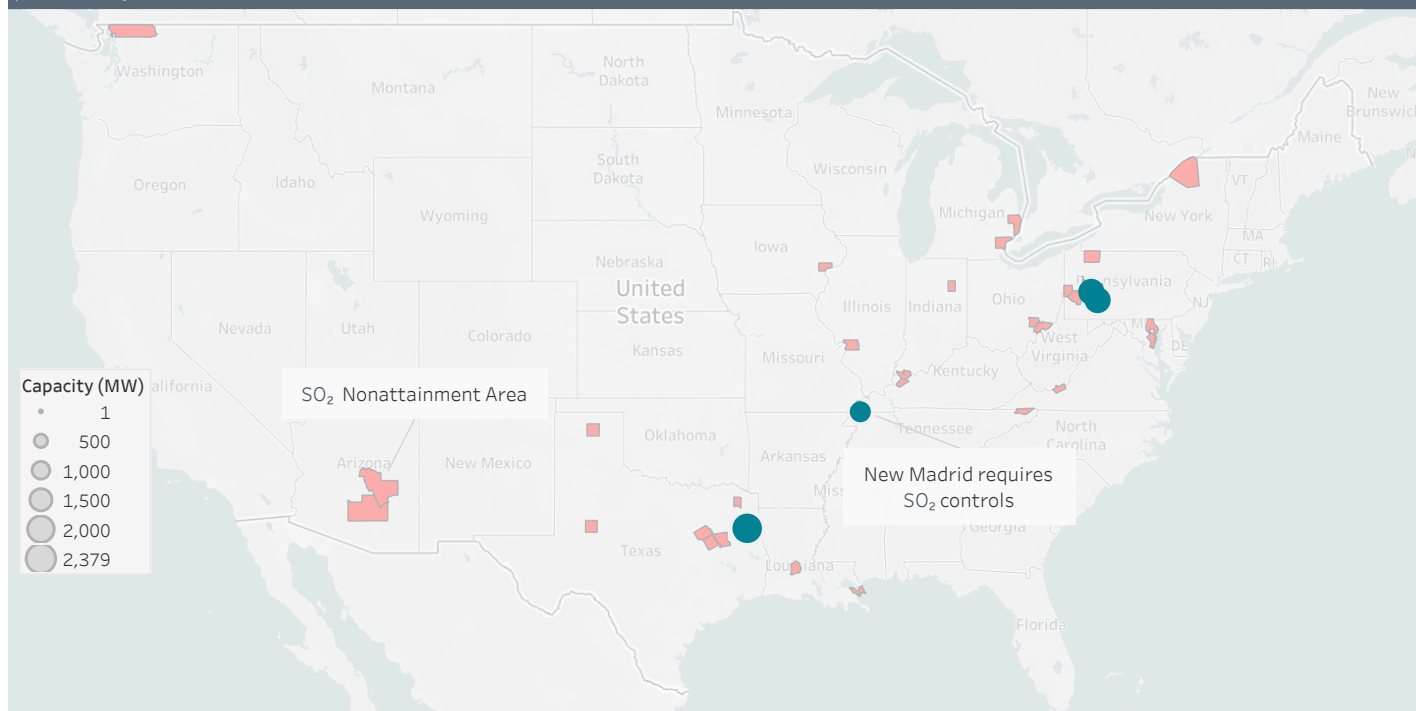 Washington
Montana
North
Dakota
Minnesota
New
Brunswick
Maine
Oregon
Idaho
South
Dakota
Wisconsin
VT
Wyoming
Michigan
New York
Iowa
MA
CT
Nebraska
United
States
Illinois
Indiana
Ohio
NJ
Nevada
Utah
Colorado
Kansas
Missouri
West
Virginia
DE
Kentucky
Capacity (MW)
1
500
1,000
1,500
2,000
2,379
SO₂ Nonattainment Area
Arizona
New Mexico
Oklahoma
Arkansas
Tennessee
North
Carolina
New Madrid requires
SO₂ controls
Georgia
Texas
Florida